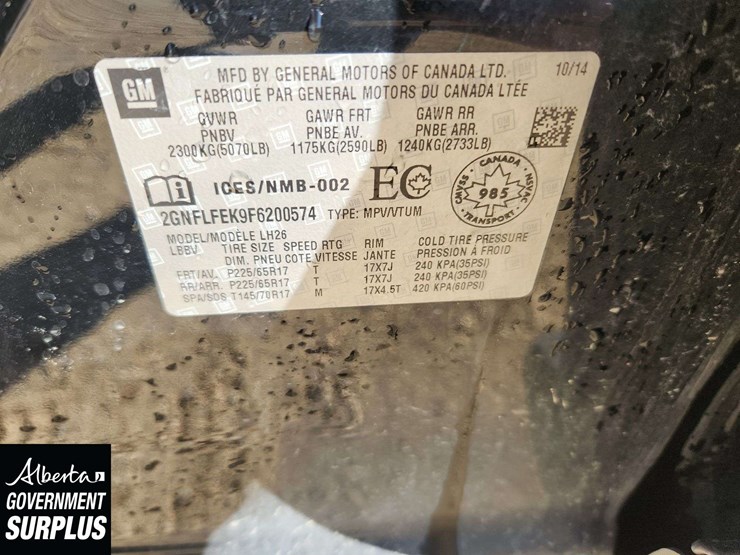 GM
MFD BY GENERAL MOTORS OF CANADA LTD. 10/14
FABRIQUÉ PAR GENERAL MOTORS DU CANADA LTÉE
GVWR GAWR FRT GAWR RR
PNBV PNBE AV. PNBE ARR.
2300KG(5070LB) 1175KG(2590LB) 1240KG(2733LB)
i ICES/NMB-002 EC
CANADA CMVSS NSVAC 985 TRANSPORT
2GNFLFEK9F6200574 TYPE: MPV/VTUM
MODEL/MODÈLE LH26
LBBV TIRE SIZE SPEED RTG RIM COLD TIRE PRESSURE
DIM. PNEU COTE VITESSE JANTE PRESSION A FROID
FRT/AV. P225/65R17 T 17X7J 240 KPA(35PSI)
RR/ARR. P225/65R17 T 17X7J 240 KPA(35PSI)
SPA/SDS T145/70R17 M 17X4.5T 420 KPA(60PSI)
Alberta
GOVERNMENT
SURPLUS